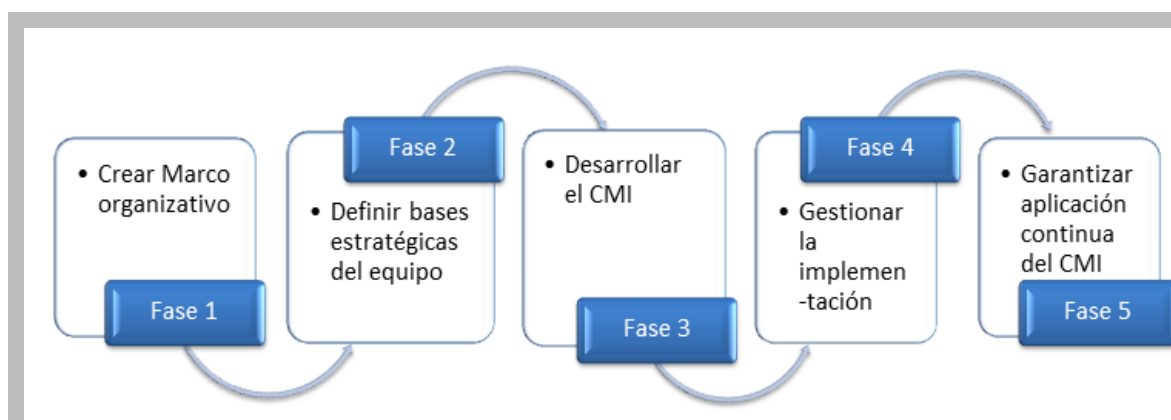 • Crear Marco
organizativo
Fase 1
Fase 2
• Definir bases
estratégicas
del equipo
• Desarrollar
el CMI
Fase 3
Fase 4
• Gestionar
la
implemen
-tación
• Garantizar
aplicación
continua
del CMI
Fase 5